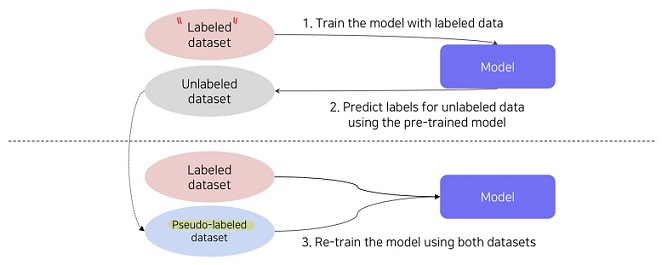 "Labeled"
dataset
1. Train the model with labeled data
Model
Unlabeled
dataset
2. Predict labels for unlabeled data
using the pre-trained model
Labeled
dataset
Model
Pseudo-labeled
dataset
3. Re-train the model using both datasets